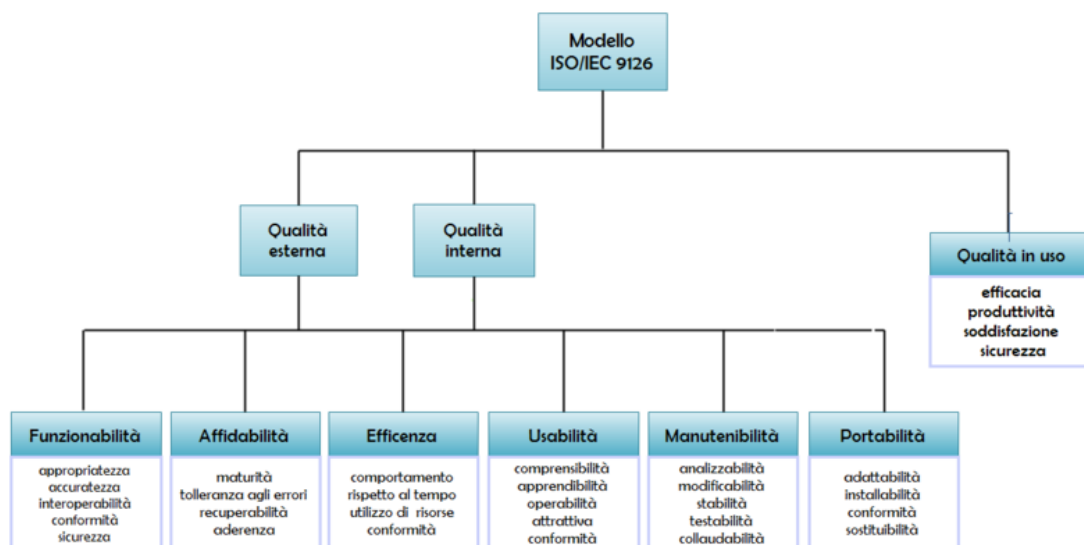 Modello
ISO/IEC 9126
Qualità
esterna
Qualità
interna
Qualità in uso
efficacia
produttività
soddisfazione
sicurezza
Funzionabilità
appropriatezza
accuratezza
interoperabilità
conformità
sicurezza
Affidabilità
maturità
tolleranza agli errori
recuperabilità
aderenza
Efficenza
comportamento
rispetto al tempo
utilizzo di risorse
conformità
Usabilità
comprensibilità
apprendibilità
operabilità
attrattiva
conformità
Manutenibilità
analizzabilità
modificabilità
stabilità
testabilità
collaudabilità
Portabilità
adattabilità
installabilità
conformità
sostituibilità